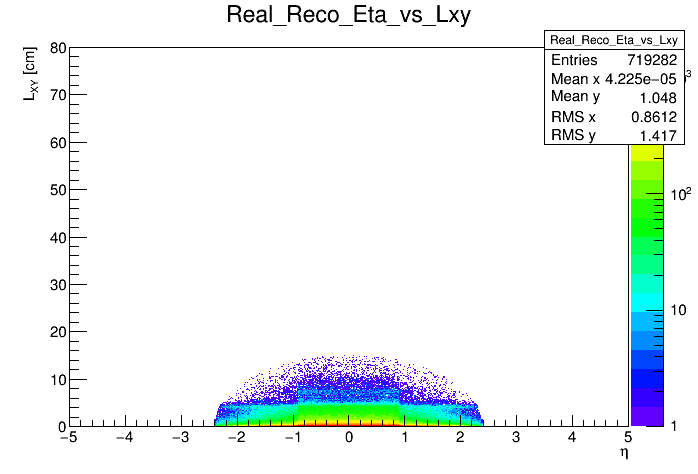 Real_Reco_Eta_vs_Lxy
L_XY [cm]
80
70
60
50
40
30
20
10
0
−5 −4 −3 −2 −1 0 1 2 3 4 5
η
Real_Reco_Eta_vs_Lxy
Entries 719282
Mean x 4.225e−05
Mean y 1.048
RMS x 0.8612
RMS y 1.417
3
10²
10
1